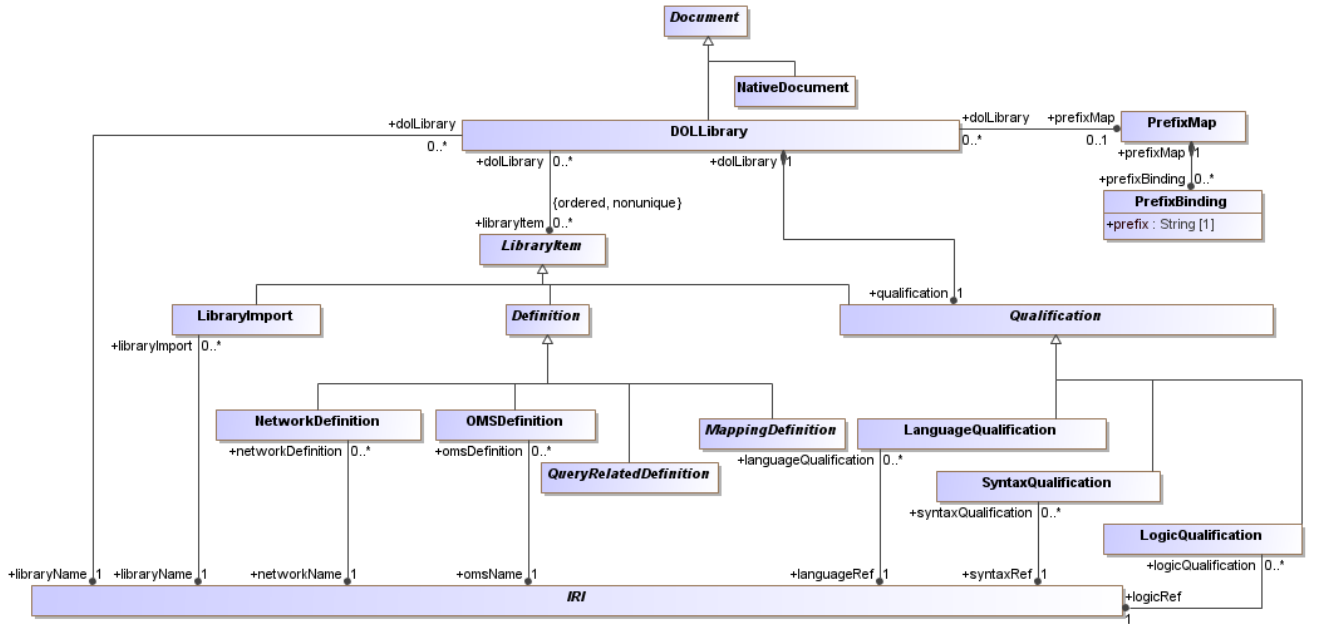 Document
NativeDocument
+dolLibrary
0..*
DOLLibrary
+dolLibrary +prefixMap
0..* 0..1
PrefixMap
+dolLibrary 0..*
+dolLibrary 1
+prefixMap 1
+prefixBinding 0..*
{ordered, nonunique}
+libraryItem 0..*
PrefixBinding
+prefix : String [1]
LibraryItem
+qualification 1
LibraryImport
Definition
Qualification
+libraryImport 0..*
NetworkDefinition
OMSDefinition
MappingDefinition
LanguageQualification
+networkDefinition 0..*
+omsDefinition 0..*
+languageQualification 0..*
QueryRelatedDefinition
SyntaxQualification
+syntaxQualification 0..*
LogicQualification
+logicQualification 0..*
+libraryName 1
+libraryName 1
+networkName 1
+omsName 1
+languageRef 1
+syntaxRef 1
IRI
+logicRef
1